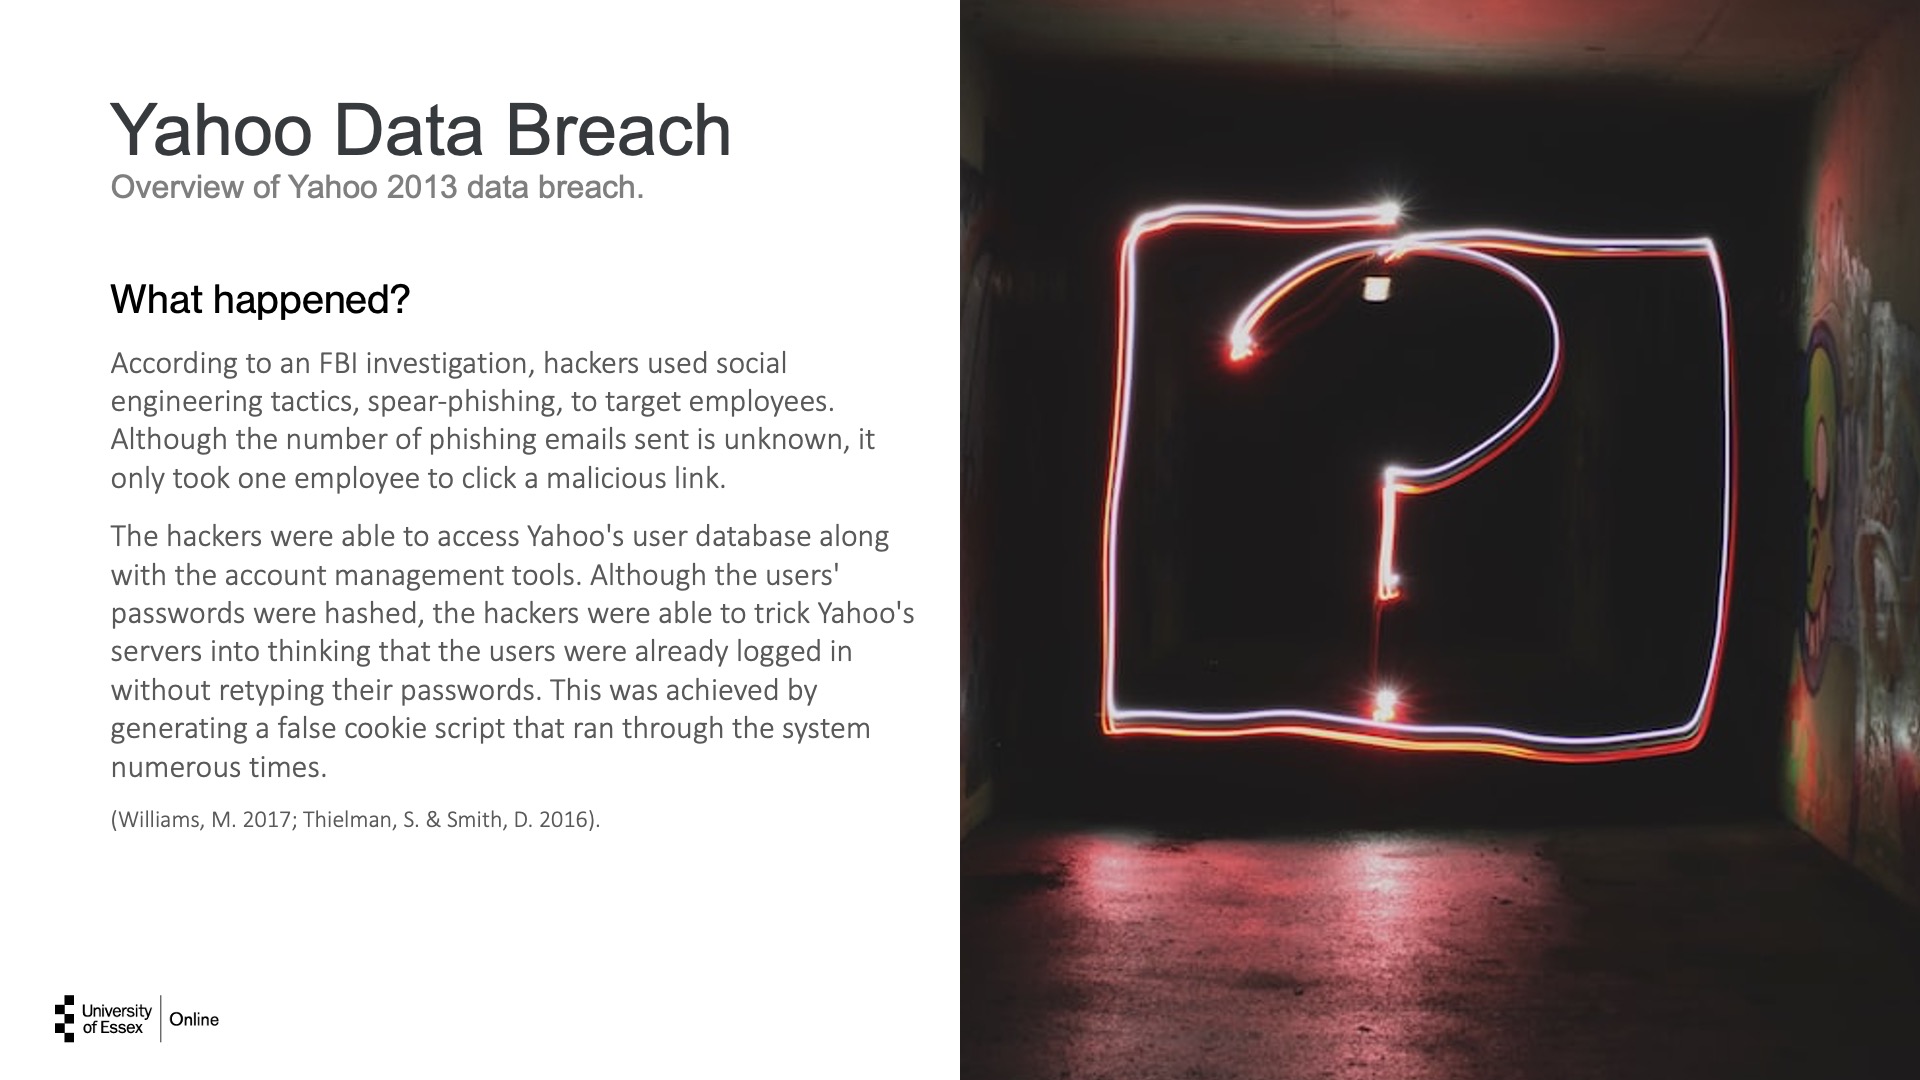 Yahoo Data Breach
Overview of Yahoo 2013 data breach.
What happened?
According to an FBI investigation, hackers used social
engineering tactics, spear-phishing, to target employees.
Although the number of phishing emails sent is unknown, it
only took one employee to click a malicious link.
The hackers were able to access Yahoo's user database along
with the account management tools. Although the users'
passwords were hashed, the hackers were able to trick Yahoo's
servers into thinking that the users were already logged in
without retyping their passwords. This was achieved by
generating a false cookie script that ran through the system
numerous times.
(Williams, M. 2017; Thielman, S. & Smith, D. 2016).
University
of Essex
Online
?